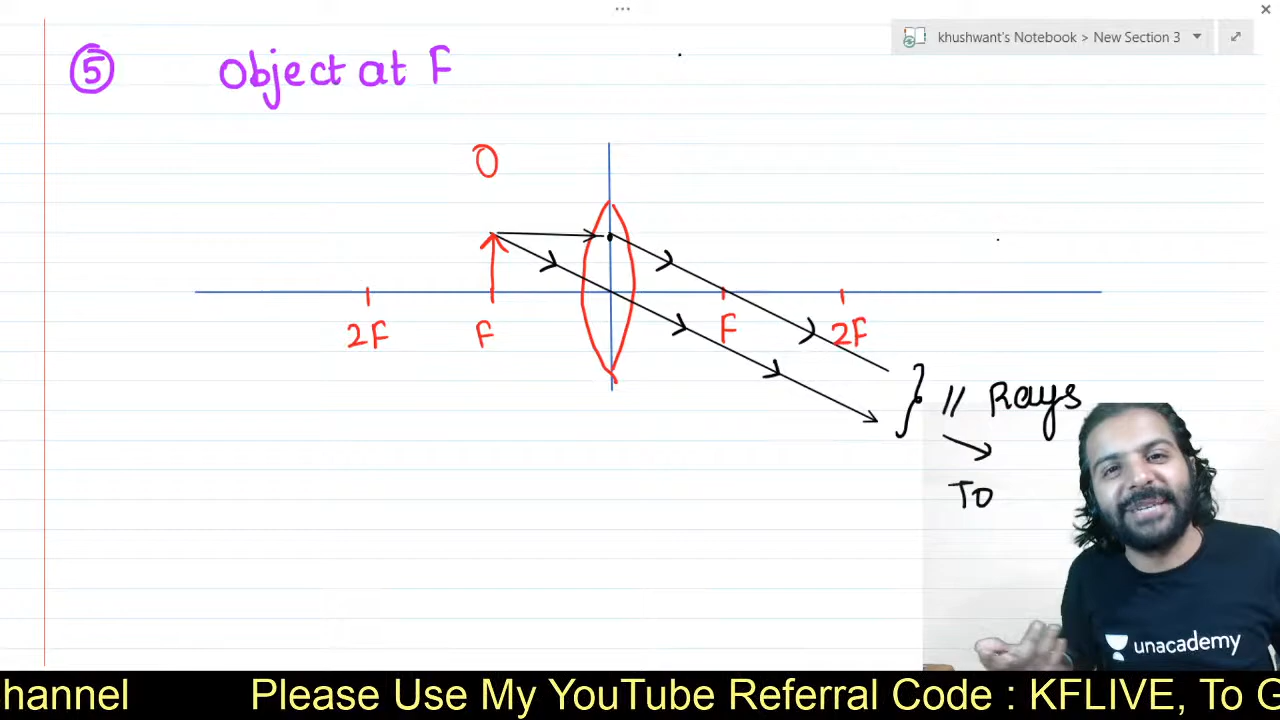 khushwant's Notebook > New Section 3
⑤ Object at F
O
2F F F 2F
// Rays
To
unacademy
hannel Please Use My YouTube Referral Code : KFLIVE, To G